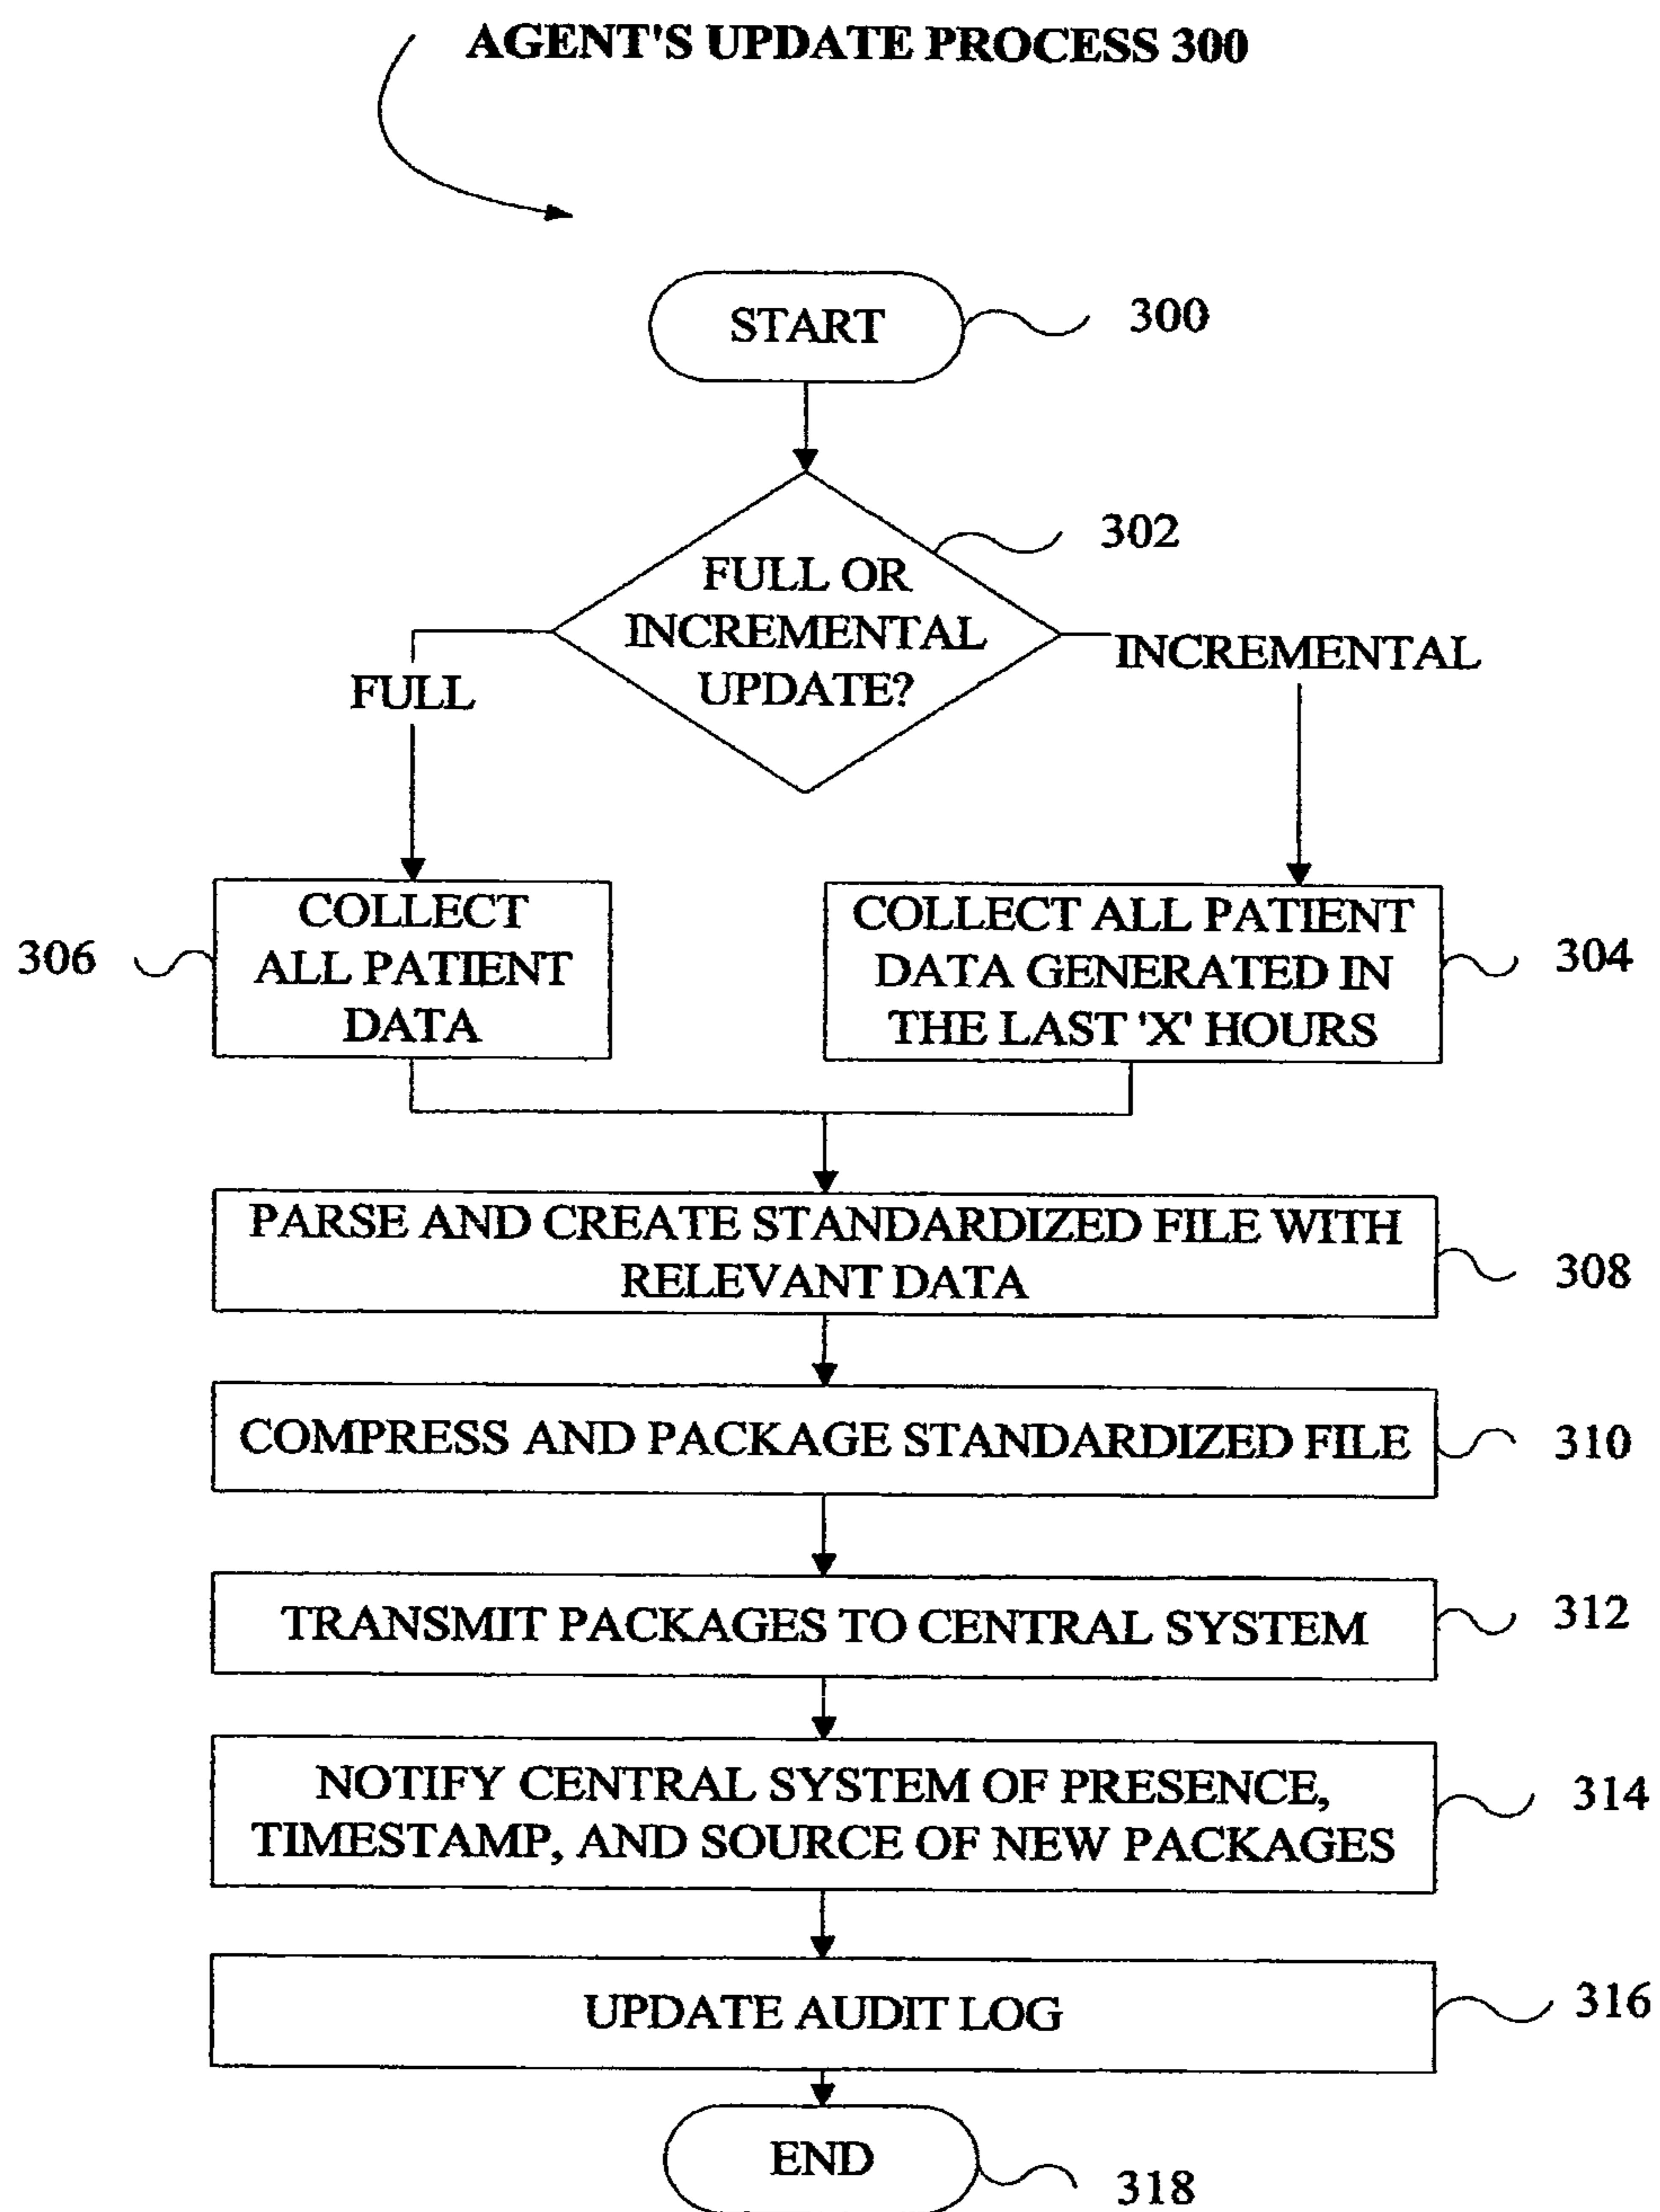 AGENT'S UPDATE PROCESS 300
START
300
302
FULL OR
INCREMENTAL
UPDATE?
FULL
INCREMENTAL
306
COLLECT
ALL PATIENT
DATA
COLLECT ALL PATIENT
DATA GENERATED IN
THE LAST 'X' HOURS
304
PARSE AND CREATE STANDARDIZED FILE WITH
RELEVANT DATA
308
COMPRESS AND PACKAGE STANDARDIZED FILE
310
TRANSMIT PACKAGES TO CENTRAL SYSTEM
312
NOTIFY CENTRAL SYSTEM OF PRESENCE,
TIMESTAMP, AND SOURCE OF NEW PACKAGES
314
UPDATE AUDIT LOG
316
END
318